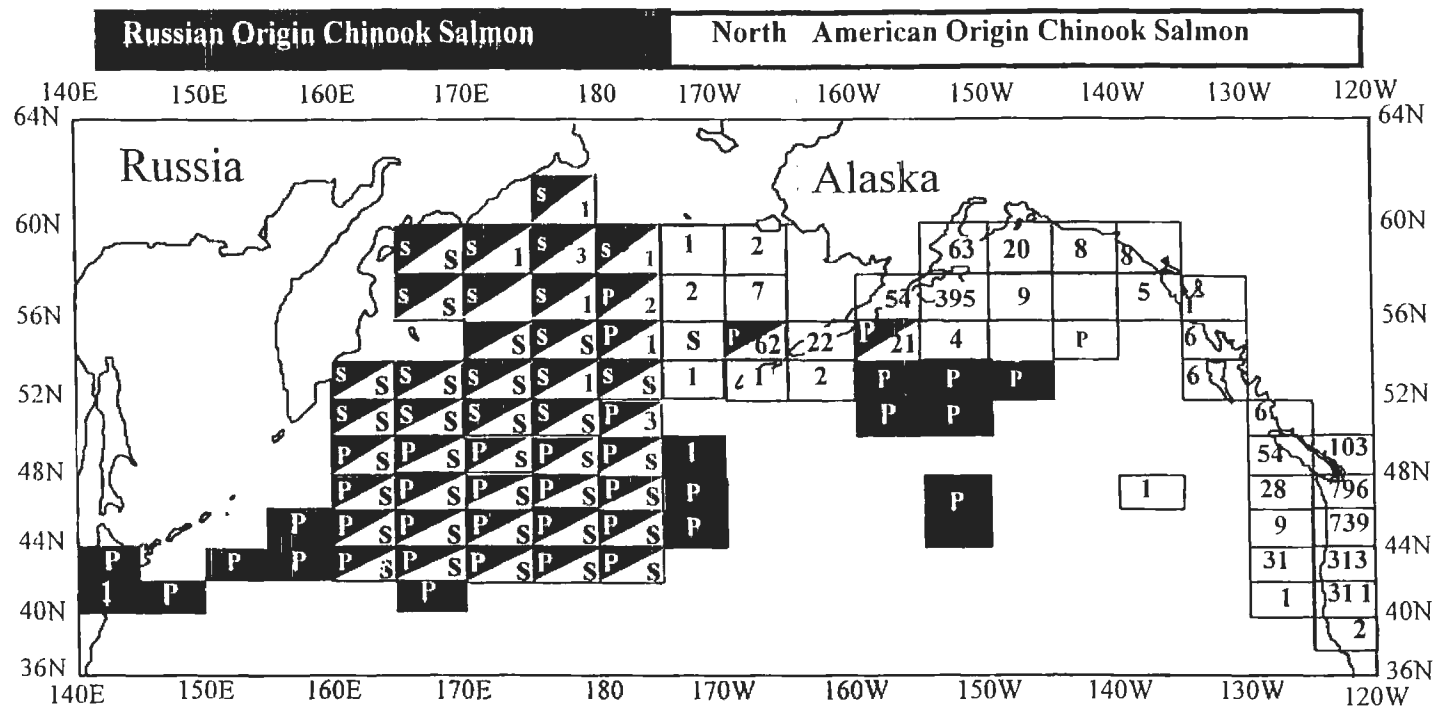 Russian Origin Chinook Salmon North American Origin Chinook Salmon
140E 150E 160E 170E 180 170W 160W 150W 140W 130W 120W
64N 64N
Russia Alaska
S 1
60N 60N
S S S 1 S 3 S 1 1 2 63 20 8 8
S S S S 1 P 2 2 7 54 395 9 5 1
56N 56N
S S S P 1 S P 62 22 P 21 4 P 6
S S S S S S S 1 S S 1 1 2 P P P 6
52N 52N
S S S S S S S S P 3 P P 6
P S P S P S P S P S 1 54 103
48N 48N
P S P S P S P S P S P P 1 28 796
P P S P S P S P S P S P 9 739
44N 44N
P P P P S P S P S P S P S 31 313
1 P P 1 311
40N 40N
2
36N 36N
140E 150E 160E 170E 180 170W 160W 150W 140W 130W 120W